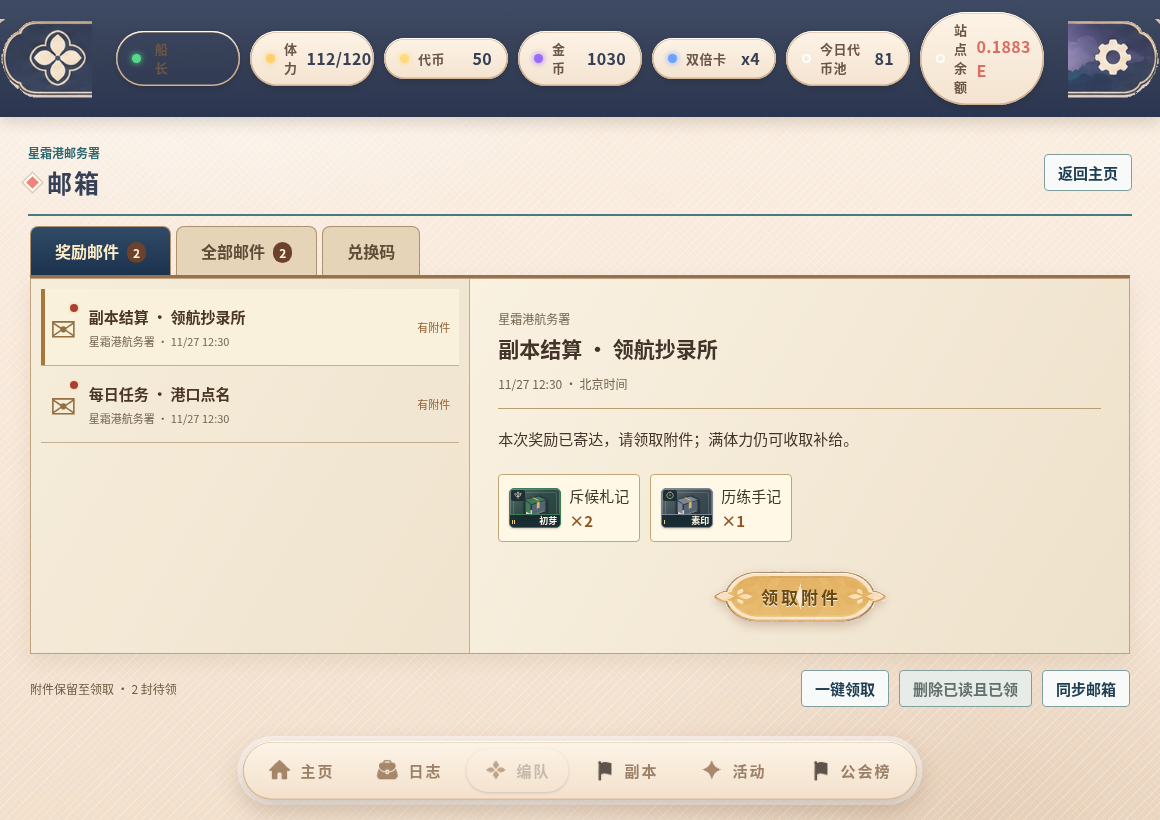 船长
体力 112/120
代币 50
金币 1030
双倍卡 x4
今日代币池 81
站点余额 0.1883E
星霜港邮务署
邮箱
返回主页
奖励邮件 2
全部邮件 2
兑换码
副本结算 · 领航抄录所
星霜港航务署 · 11/27 12:30
有附件
每日任务 · 港口点名
星霜港航务署 · 11/27 12:30
有附件
星霜港航务署
副本结算 · 领航抄录所
11/27 12:30 · 北京时间
本次奖励已寄达，请领取附件；满体力仍可收取补给。
初芽
斥候札记
×2
素印
历练手记
×1
领取附件
附件保留至领取 · 2 封待领
一键领取
删除已读且已领
同步邮箱
主页
日志
编队
副本
活动
公会榜